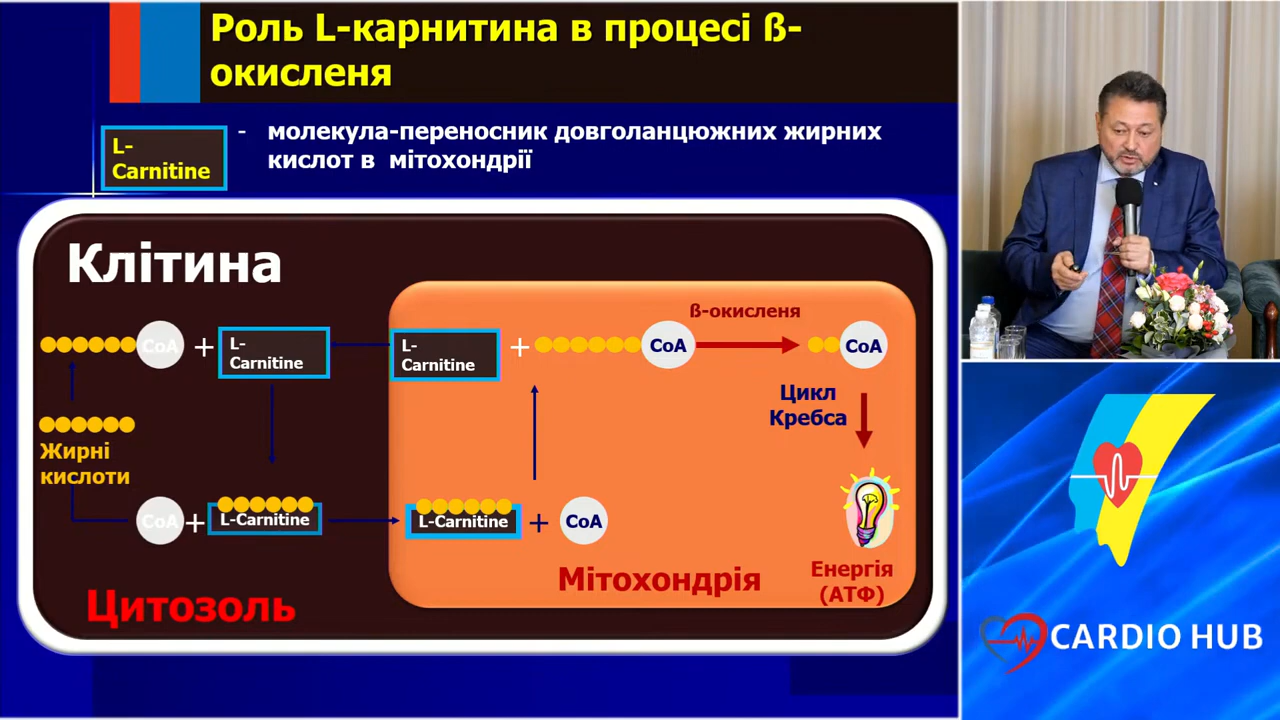 Роль L-карнитина в процесі ß-
окисленя
L-
Carnitine
- молекула-переносник довголанцюжних жирних
кислот в мітохондрії
Клітина
ß-окисленя
CoA
+
L-
Carnitine
L-
Carnitine
+
CoA
CoA
Цикл
Кребса
Жирні
кислоти
CoA
+
L-Carnitine
L-Carnitine
+
CoA
Енергія
(АТФ)
Мітохондрія
Цитозоль
CARDIO HUB